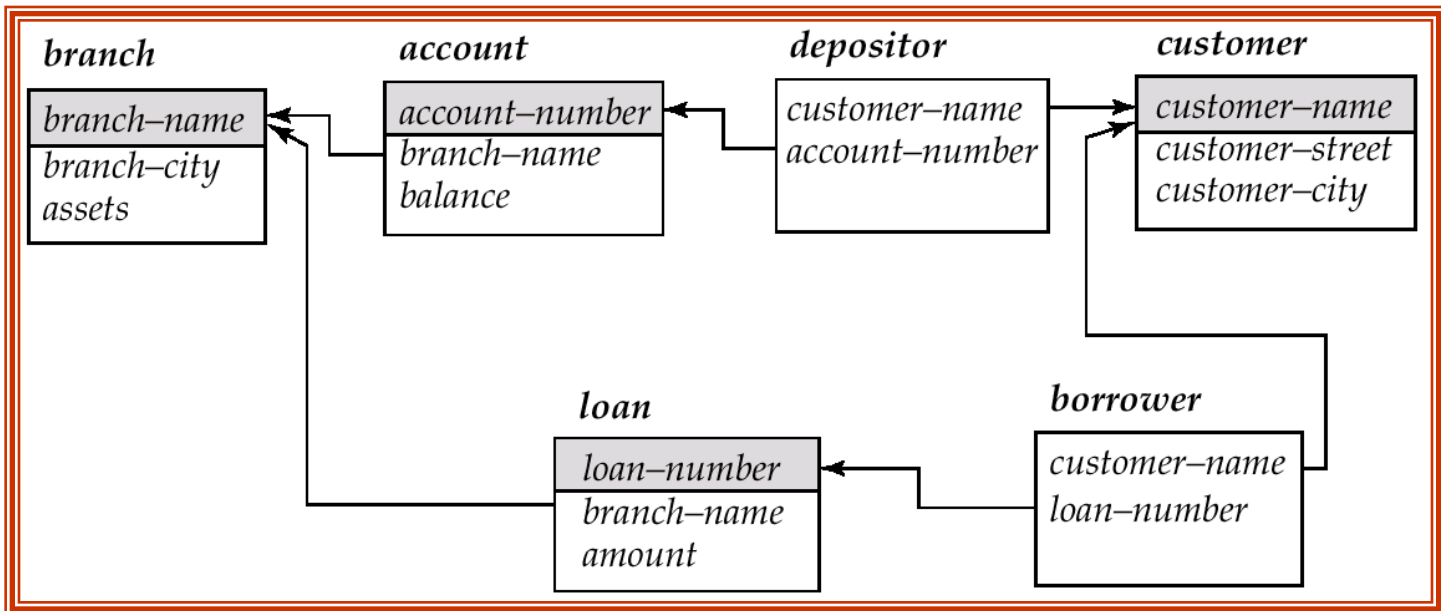 branch
branch–name
branch–city
assets
account
account–number
branch–name
balance
depositor
customer–name
account–number
customer
customer–name
customer–street
customer–city
loan
loan–number
branch–name
amount
borrower
customer–name
loan–number